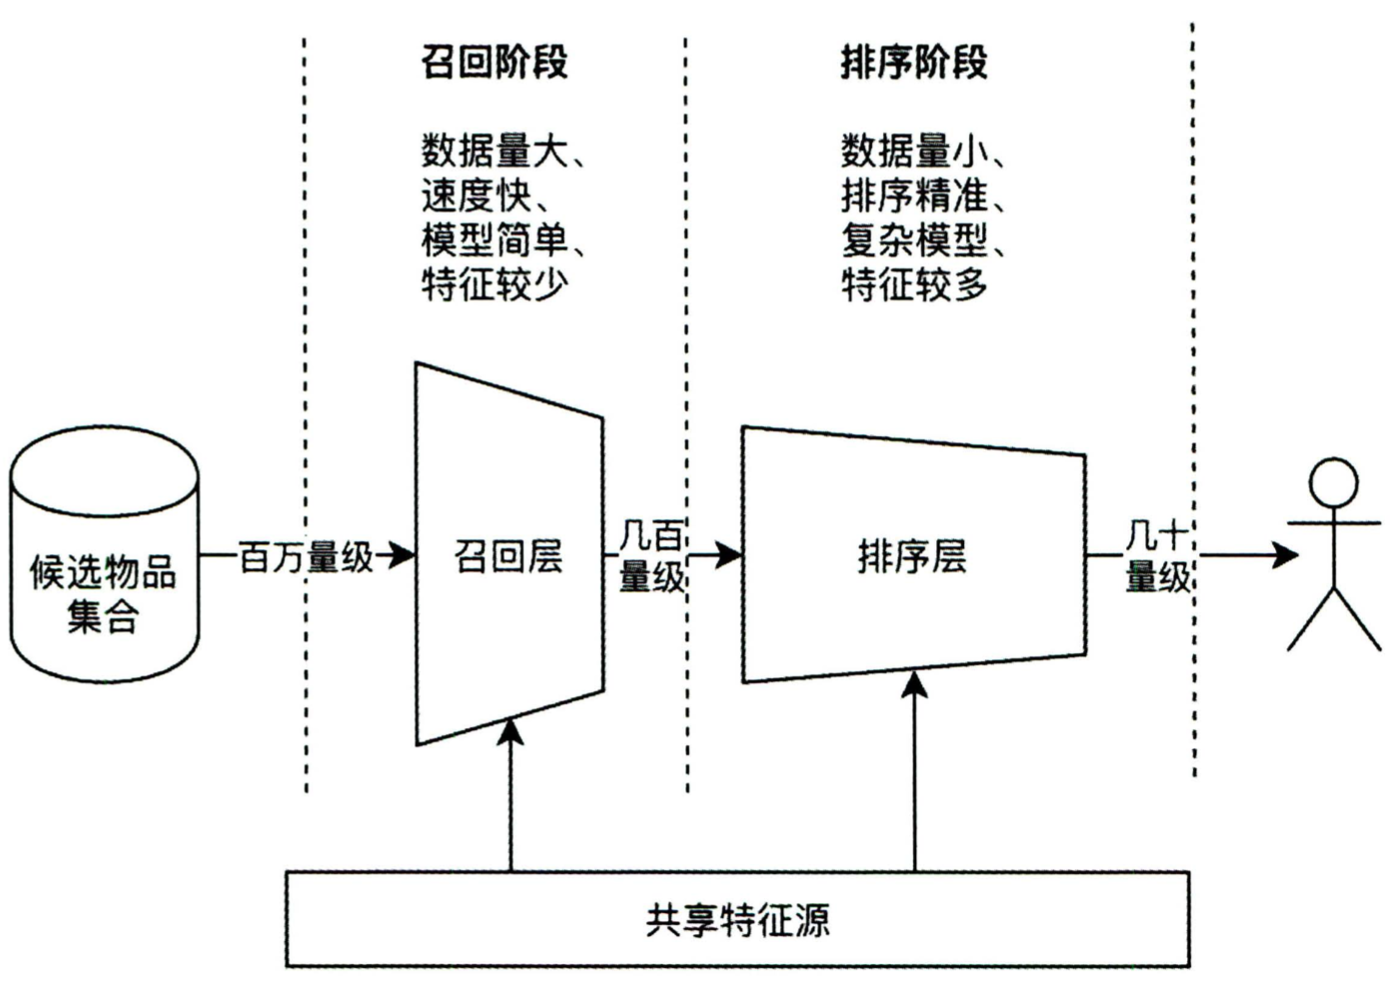 召回阶段
数据量大、
速度快、
模型简单、
特征较少
排序阶段
数据量小、
排序精准、
复杂模型、
特征较多
候选物品
集合
百万量级
召回层
几百
量级
排序层
几十
量级
共享特征源